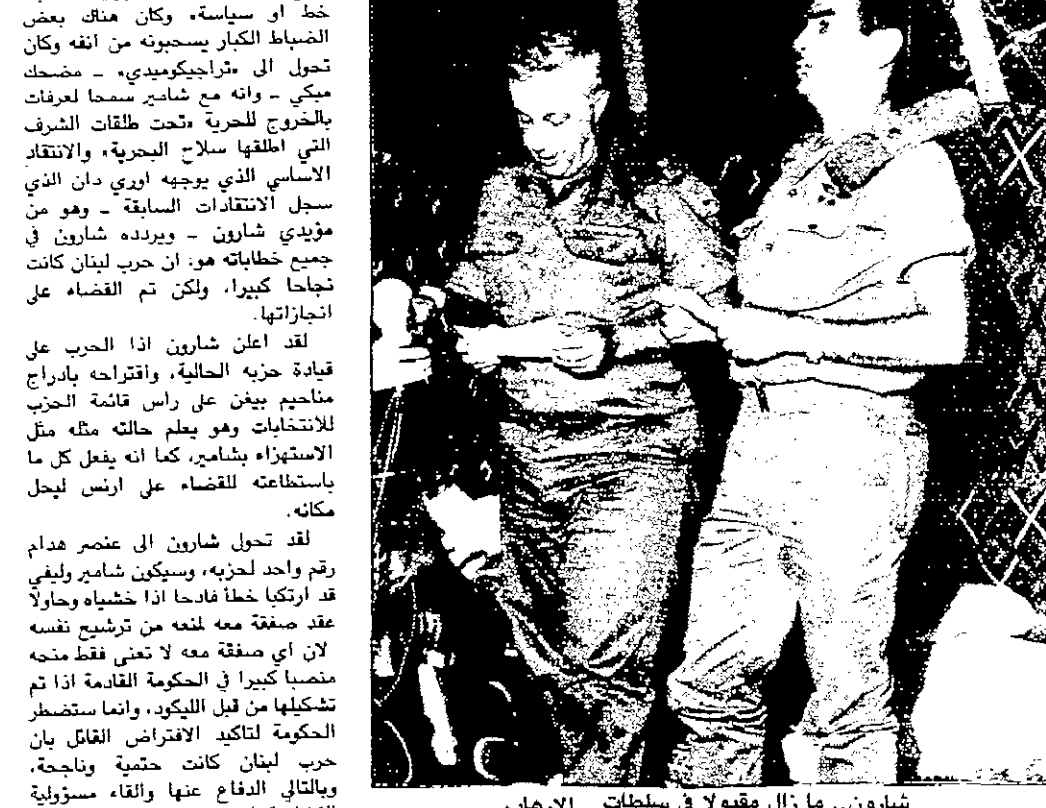 خط او سياسة» وكان هناك بعض
الضباط الكبار يسحبونه من انفه وكان
تحول الى «تراجيكوميدي» ــ مضحك
مبكي ــ وانه مع شامير سمحا لعرفات
بالخروج للحرية «تحت طلقات الشرف
التي اطلقها سلاح البحرية» والانتقاد
الاساسي الذي يوجهه اوري دان الذي
سجل الانتقادات السابقة ــ وهو من
مؤيدي شارون ــ ويردده شارون في
جميع خطاباته هو: ان حرب لبنان كانت
نجاحا كبيرا، ولكن تم القضاء على
انجازاتها.
لقد اعلن شارون اذا الحرب على
قيادة حزبه الحالية، واقتراحه بادراج
مناحيم بيغن على راس قائمة الحزب
للانتخابات وهو يعلم حالته مثله مثل
الاستهزاء بشامير، كما انه يفعل كل ما
باستطاعته للقضاء على ارنس ليحل
مكانه.
لقد تحول شارون الى عنصر هدام
رقم واحد لحزبه، وسيكون شامير وليفي
قد ارتكبا خطأ فادحا اذا خشياه وحاولا
عقد صفقة معه لمنعه من ترشيح نفسه
لان اي صفقة معه لا تعني فقط منحه
منصبا كبيرا في الحكومة القادمة اذا تم
تشكيلها من قبل الليكود، وانما ستضطر
الحكومة لتاكيد الافتراض القائل بان
حرب لبنان كانت حتمية وناجحة،
وبالتالي الدفاع عنها والقاء مسؤولية
شارون.. ما زال مقبولا في سلطات الارهاب